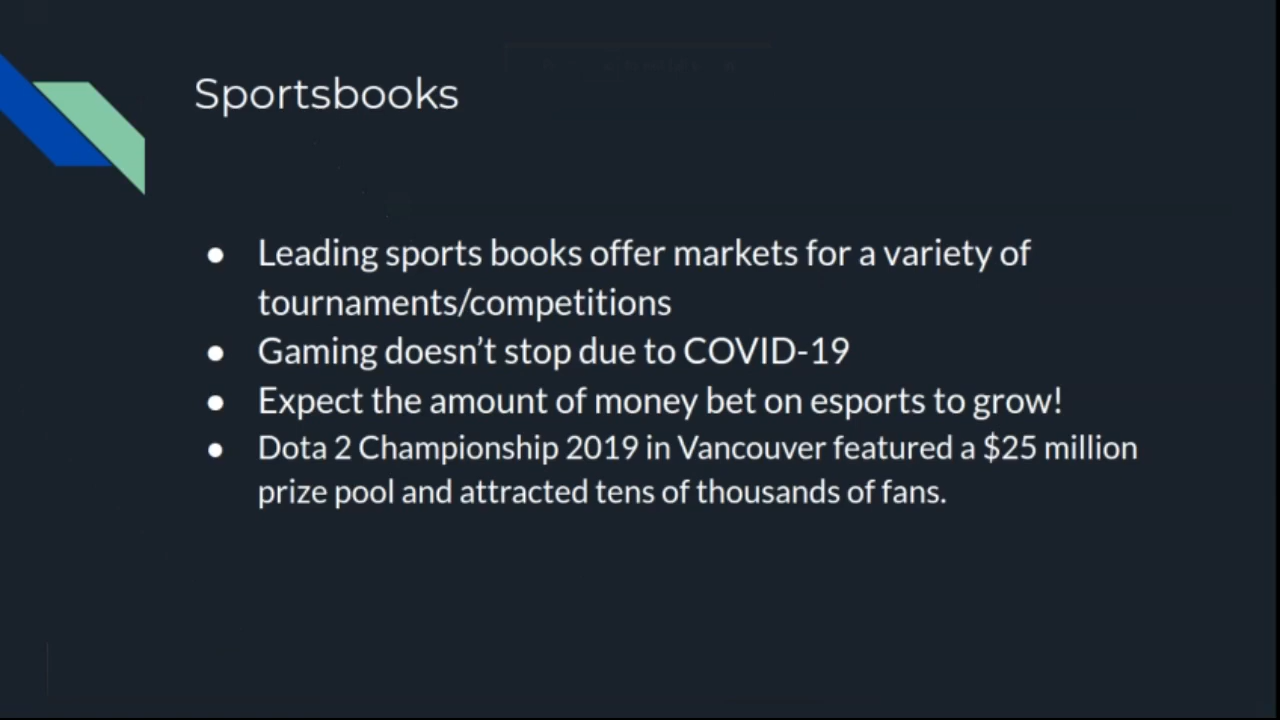 Sportsbooks
● Leading sports books offer markets for a variety of
tournaments/competitions
● Gaming doesn’t stop due to COVID-19
● Expect the amount of money bet on esports to grow!
● Dota 2 Championship 2019 in Vancouver featured a $25 million
prize pool and attracted tens of thousands of fans.